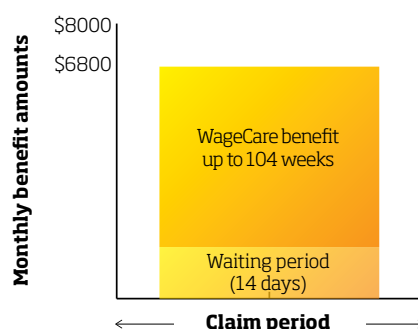 $8000
$6800
Monthly benefit amounts
WageCare benefit
up to 104 weeks
Waiting period
(14 days)
Claim period